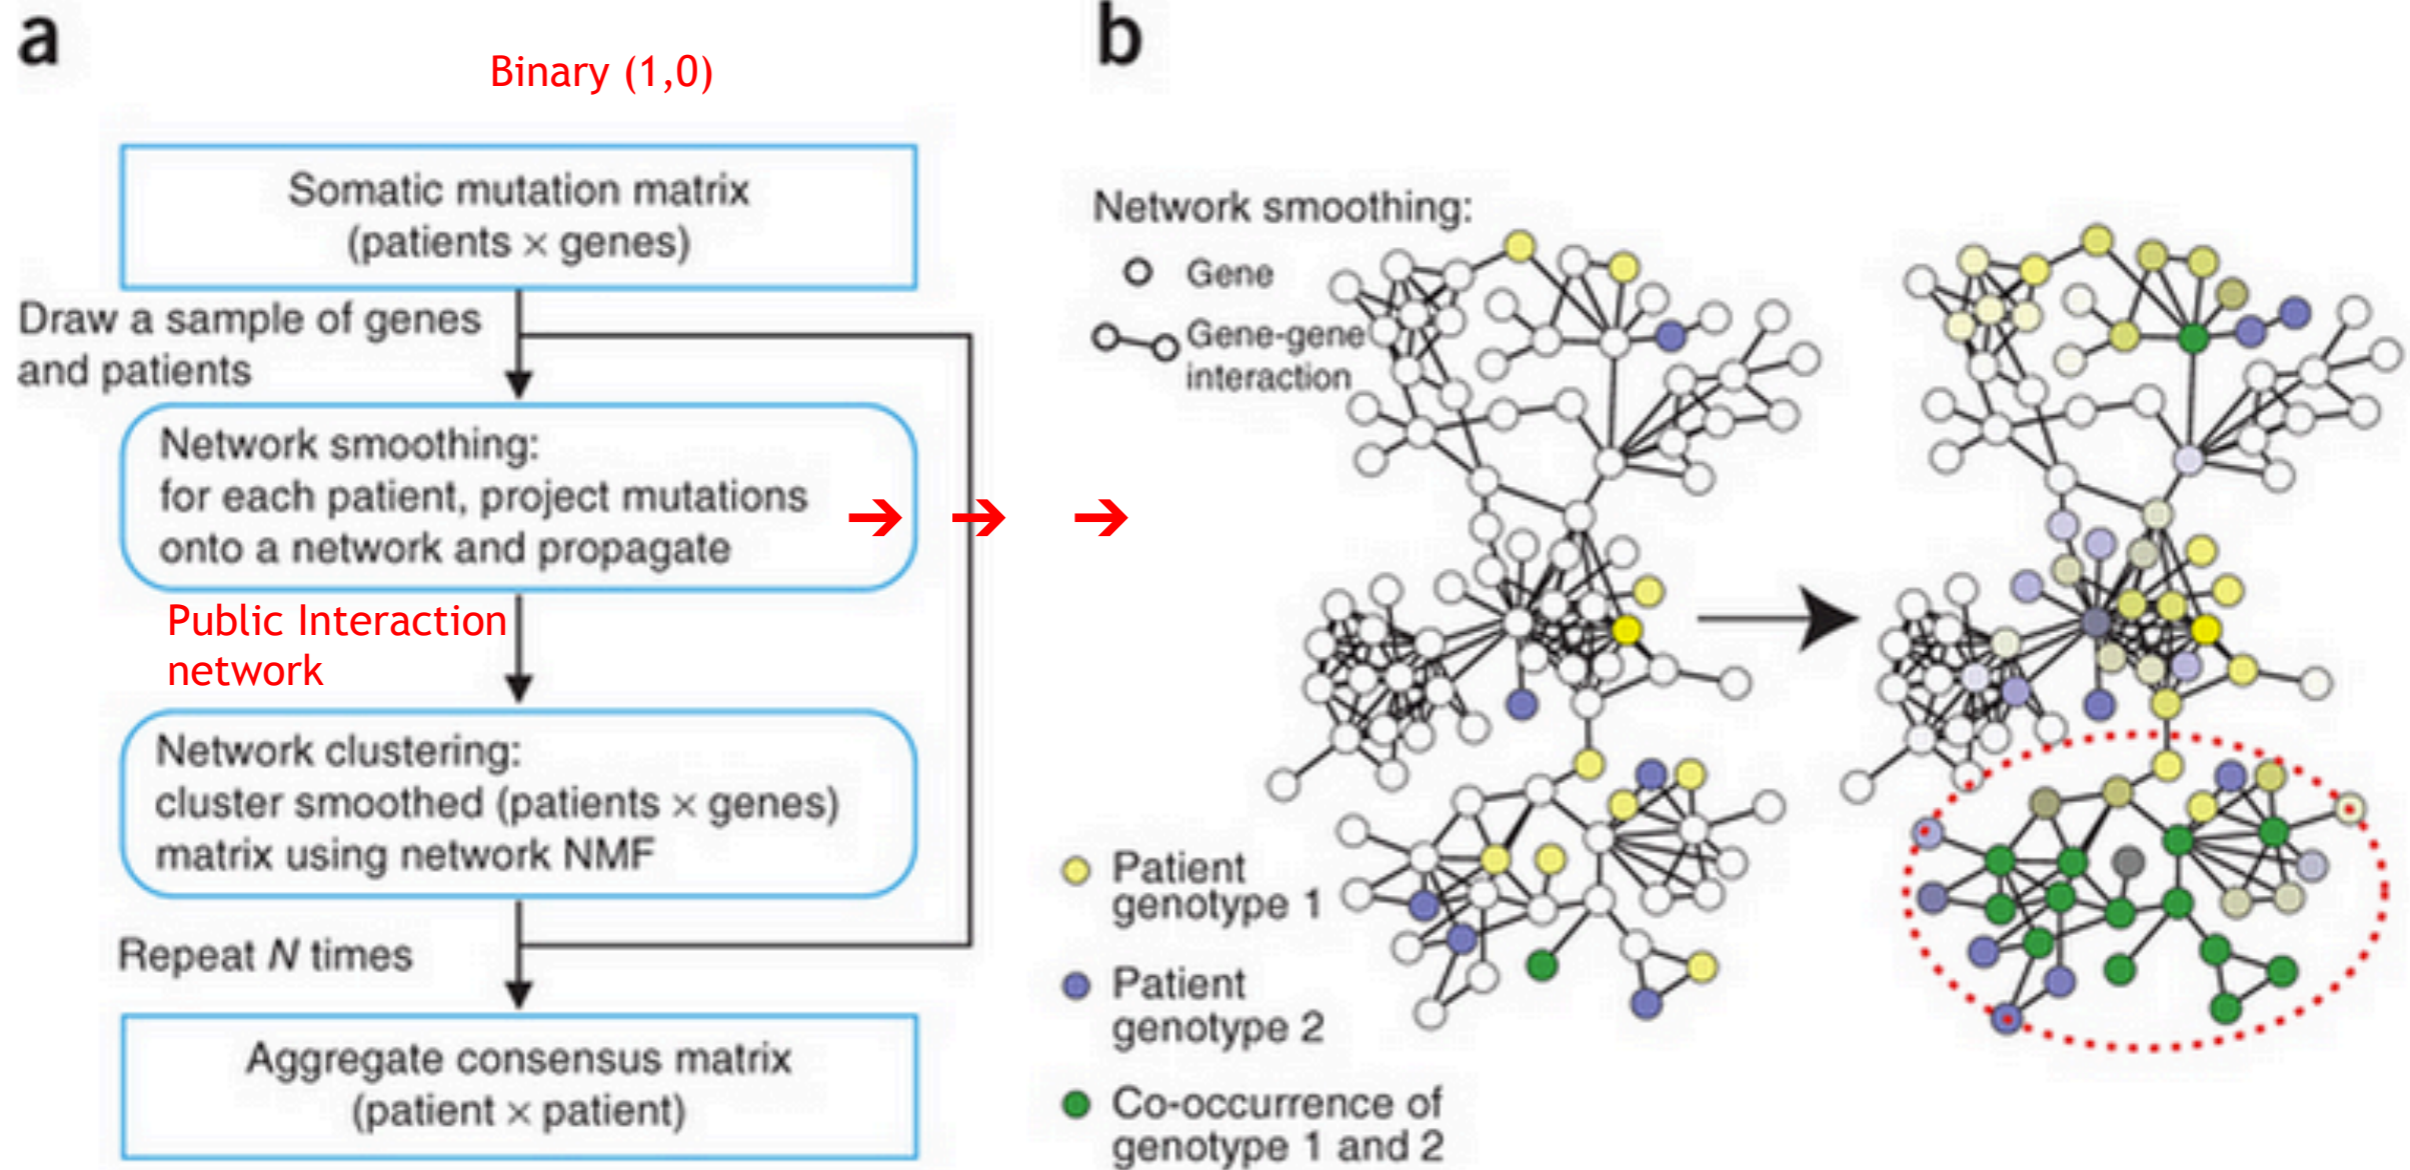 a
Binary (1,0)
Somatic mutation matrix
(patients × genes)
Draw a sample of genes
and patients
Network smoothing:
for each patient, project mutations
onto a network and propagate
Public Interaction
network
Network clustering:
cluster smoothed (patients × genes)
matrix using network NMF
Repeat N times
Aggregate consensus matrix
(patient × patient)
b
Network smoothing:
Gene
Gene-gene
interaction
Patient
genotype 1
Patient
genotype 2
Co-occurrence of
genotype 1 and 2